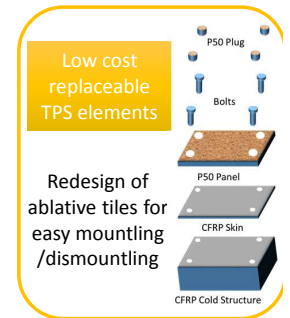 Low cost
replaceable
TPS elements
Redesign of
ablative tiles for
easy mountling
/dismountling
P50 Plug
Bolts
P50 Panel
CFRP Skin
CFRP Cold Structure